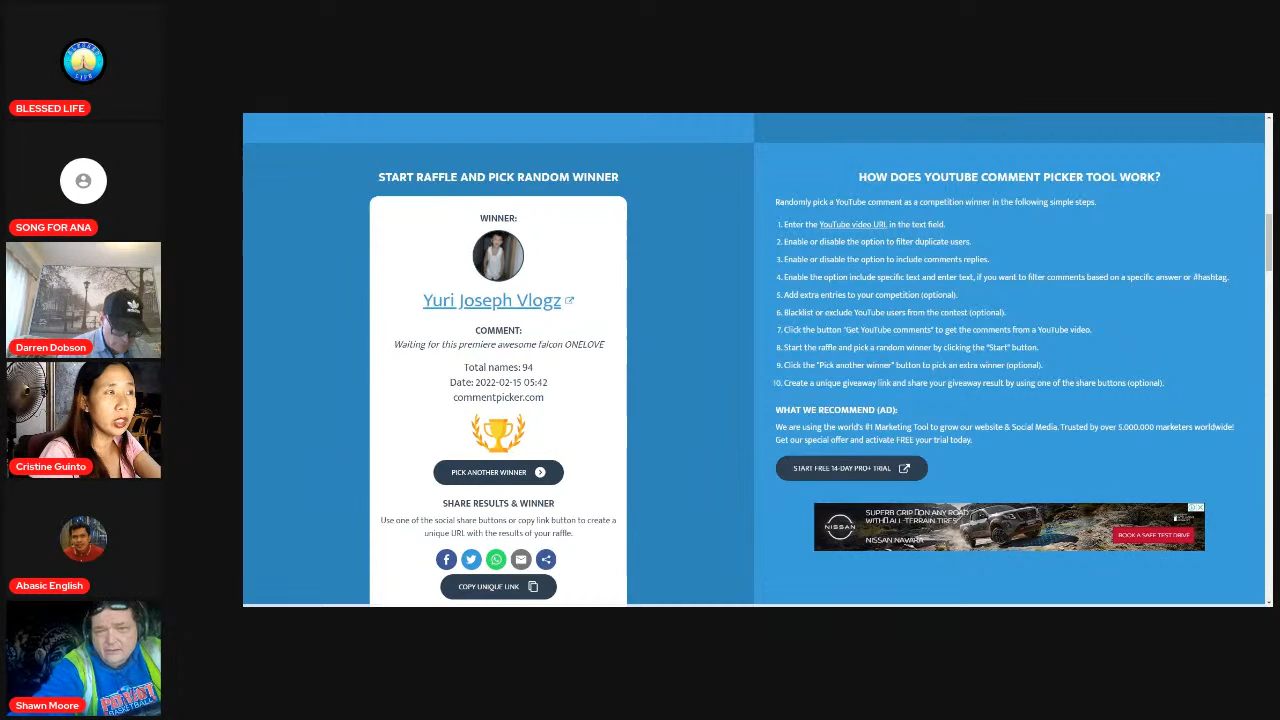 BLESSED LIFE
SONG FOR ANA
Darren Dobson
Cristine Guinto
Abasic English
Shawn Moore
START RAFFLE AND PICK RANDOM WINNER
WINNER:
Yuri Joseph Vlogz
COMMENT:
Waiting for this premiere awesome falcon ONELOVE
Total names: 94
Date: 2022-02-15 05:42
commentpicker.com
PICK ANOTHER WINNER
SHARE RESULTS & WINNER
Use one of the social share buttons or copy link button to create a
unique URL with the results of your raffle.
COPY UNIQUE LINK
HOW DOES YOUTUBE COMMENT PICKER TOOL WORK?
Randomly pick a YouTube comment as a competition winner in the following simple steps.
1. Enter the YouTube video URL in the text field.
2. Enable or disable the option to filter duplicate users.
3. Enable or disable the option to include comments replies.
4. Enable the option include specific text and enter text, if you want to filter comments based on a specific answer or #hashtag.
5. Add extra entries to your competition (optional).
6. Blacklist or exclude YouTube users from the contest (optional).
7. Click the button "Get YouTube comments" to get the comments from a YouTube video.
8. Start the raffle and pick a random winner by clicking the "Start" button.
9. Click the "Pick another winner" button to pick an extra winner (optional).
10. Create a unique giveaway link and share your giveaway result by using one of the share buttons (optional).
WHAT WE RECOMMEND (AD):
We are using the world's #1 Marketing Tool to grow our website & Social Media. Trusted by over 5.000.000 marketers worldwide!
Get our special offer and activate FREE your trial today.
START FREE 14-DAY PRO+ TRIAL
NISSAN
SUPERB GRIP ON ANY ROAD
WITH ALL-TERRAIN TIRES
NISSAN NAVARA
BOOK A SAFE TEST DRIVE
BASKETBALL